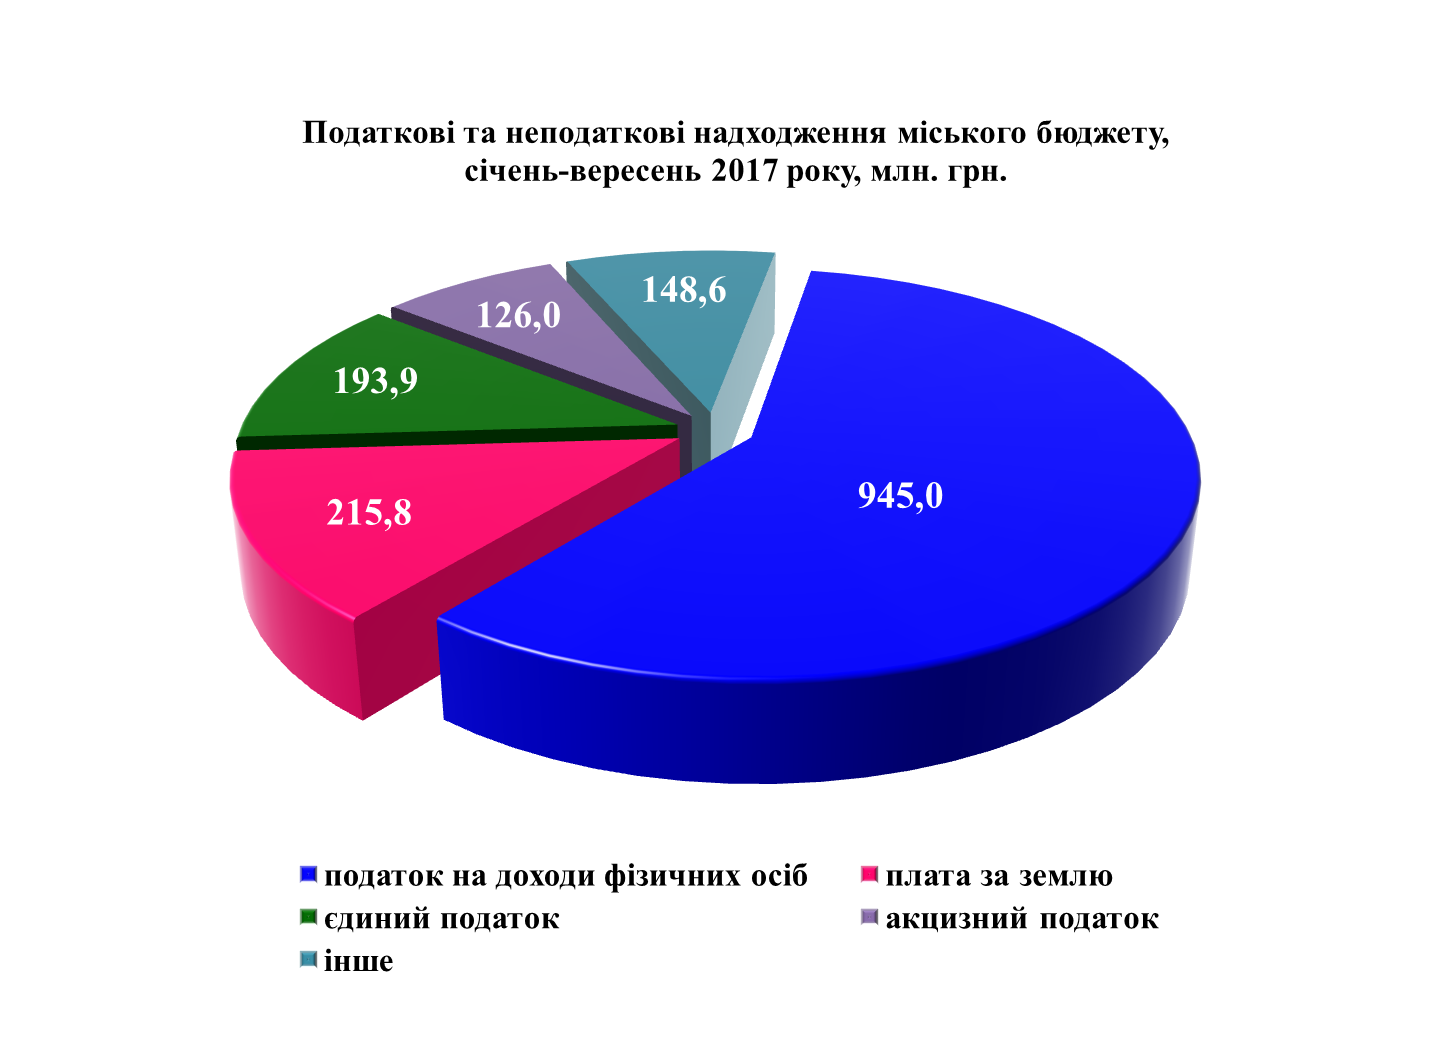 Податкові та неподаткові надходження міського бюджету,
січень-вересень 2017 року, млн. грн.
148,6
126,0
193,9
945,0
215,8
податок на доходи фізичних осіб
плата за землю
єдиний податок
акцизний податок
інше